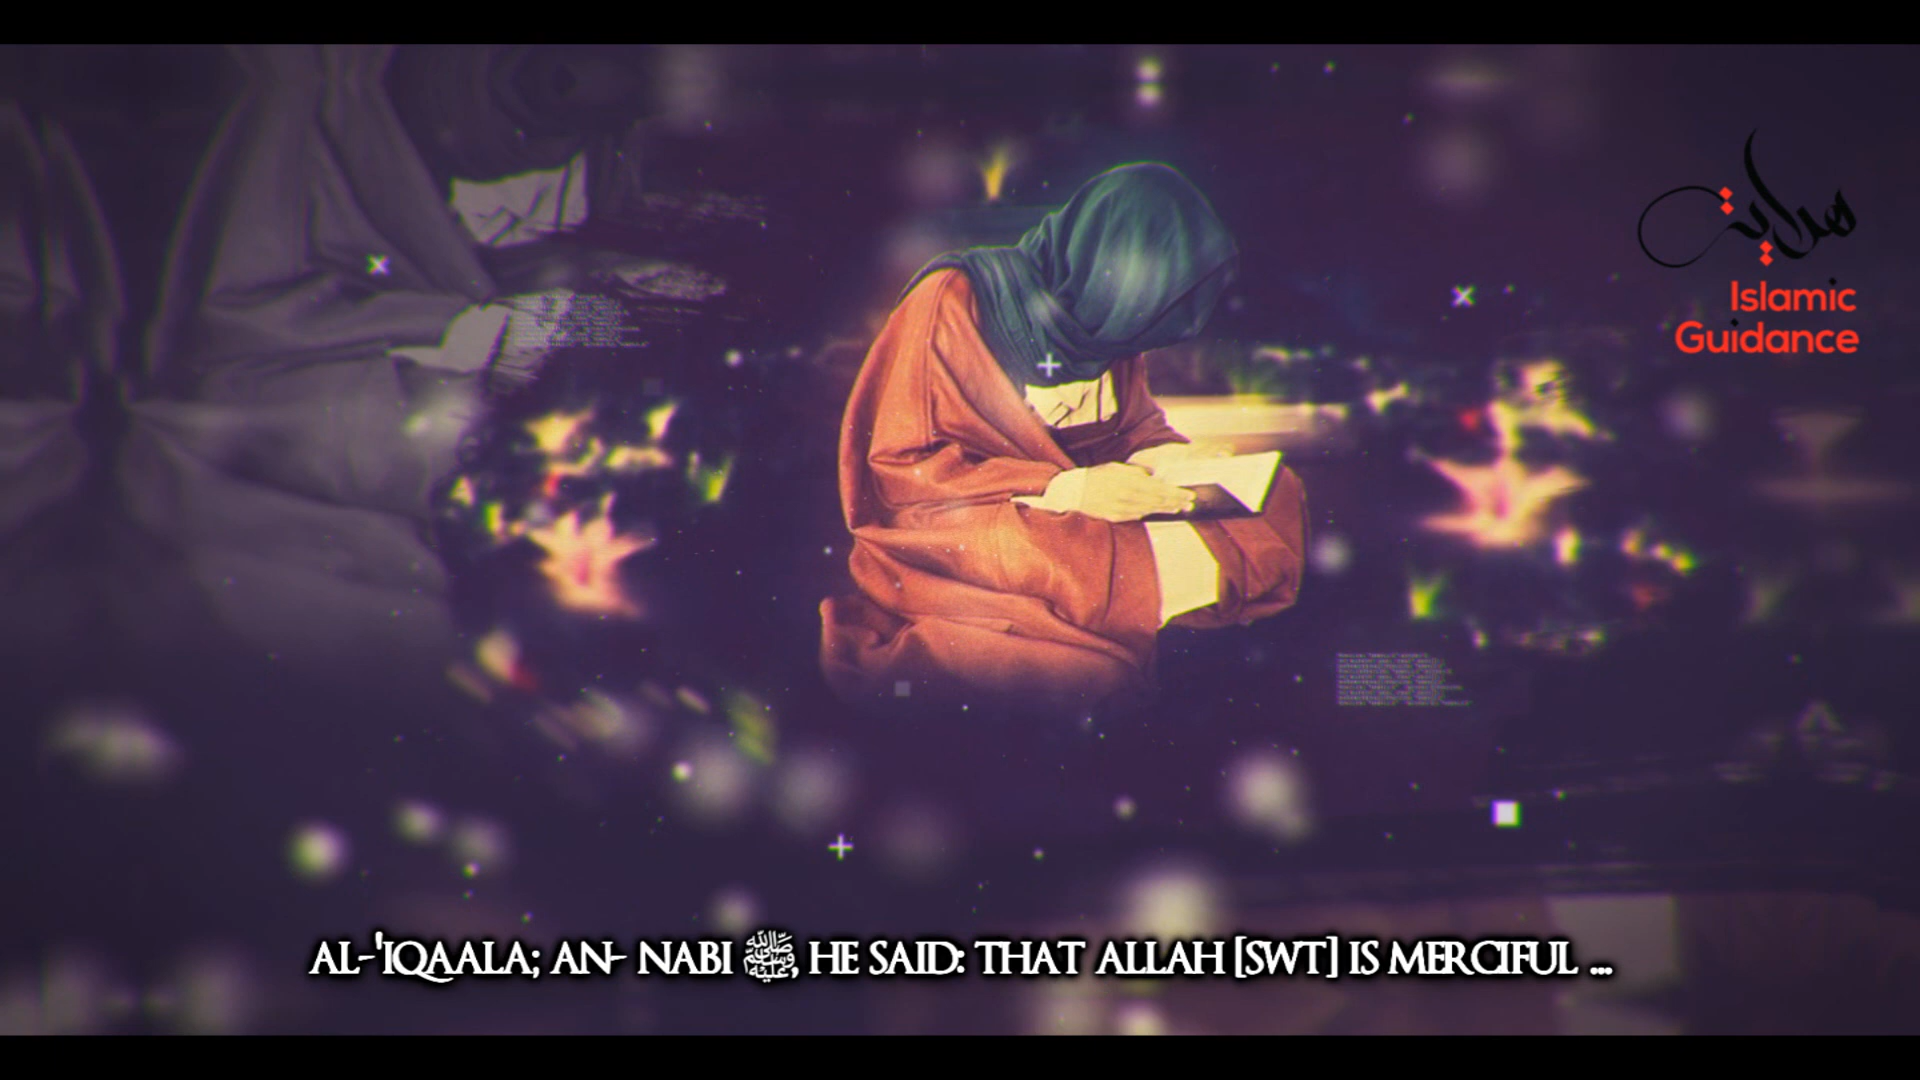 هداية
Islamic
Guidance
AL-'IQAALA; AN- NABI ﷺ, HE SAID: THAT ALLAH [SWT] IS MERCIFUL ...